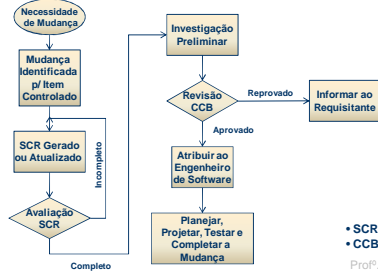 Necessidade
de Mudança
Mudança
Identificada
p/ Item
Controlado
SCR Gerado
ou Atualizado
Incompleto
Avaliação
SCR
Completo
Investigação
Preliminar
Revisão
CCB
Reprovado
Informar ao
Requisitante
Aprovado
Atribuir ao
Engenheiro
de Software
Planejar,
Projetar, Testar e
Completar a
Mudança
• SCR
• CCB
Profº.